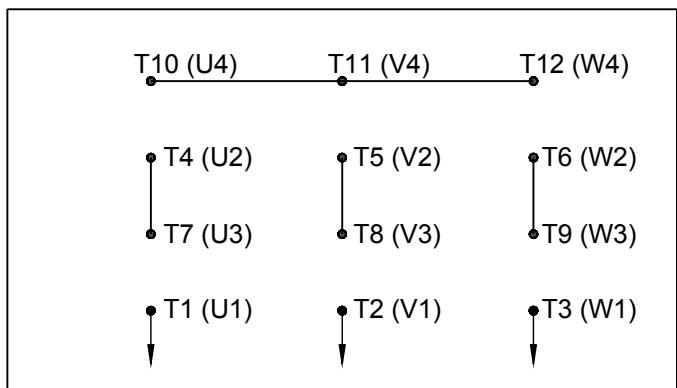 T10 (U4) T11 (V4) T12 (W4)
T4 (U2) T5 (V2) T6 (W2)
T7 (U3) T8 (V3) T9 (W3)
T1 (U1) T2 (V1) T3 (W1)